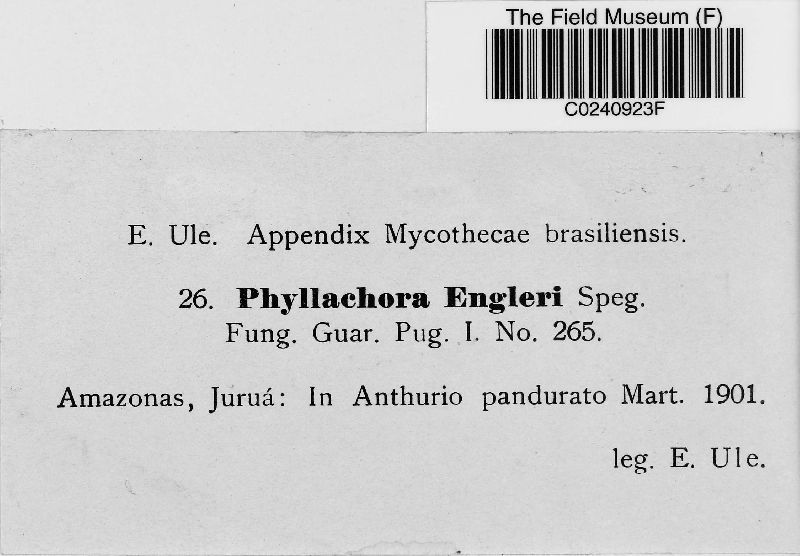 The Field Museum (F)
C0240923F
E. Ule. Appendix Mycothecae brasiliensis.
26. Phyllachora Engleri Speg.
Fung. Guar. Pug. I. No. 265.
Amazonas, Juruá: In Anthurio pandurato Mart. 1901.
leg. E. Ule.